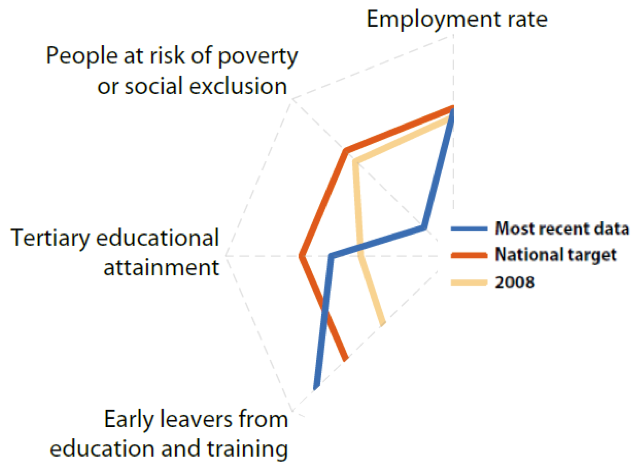 Employment rate
People at risk of poverty
or social exclusion
Tertiary educational
attainment
Most recent data
National target
2008
Early leavers from
education and training